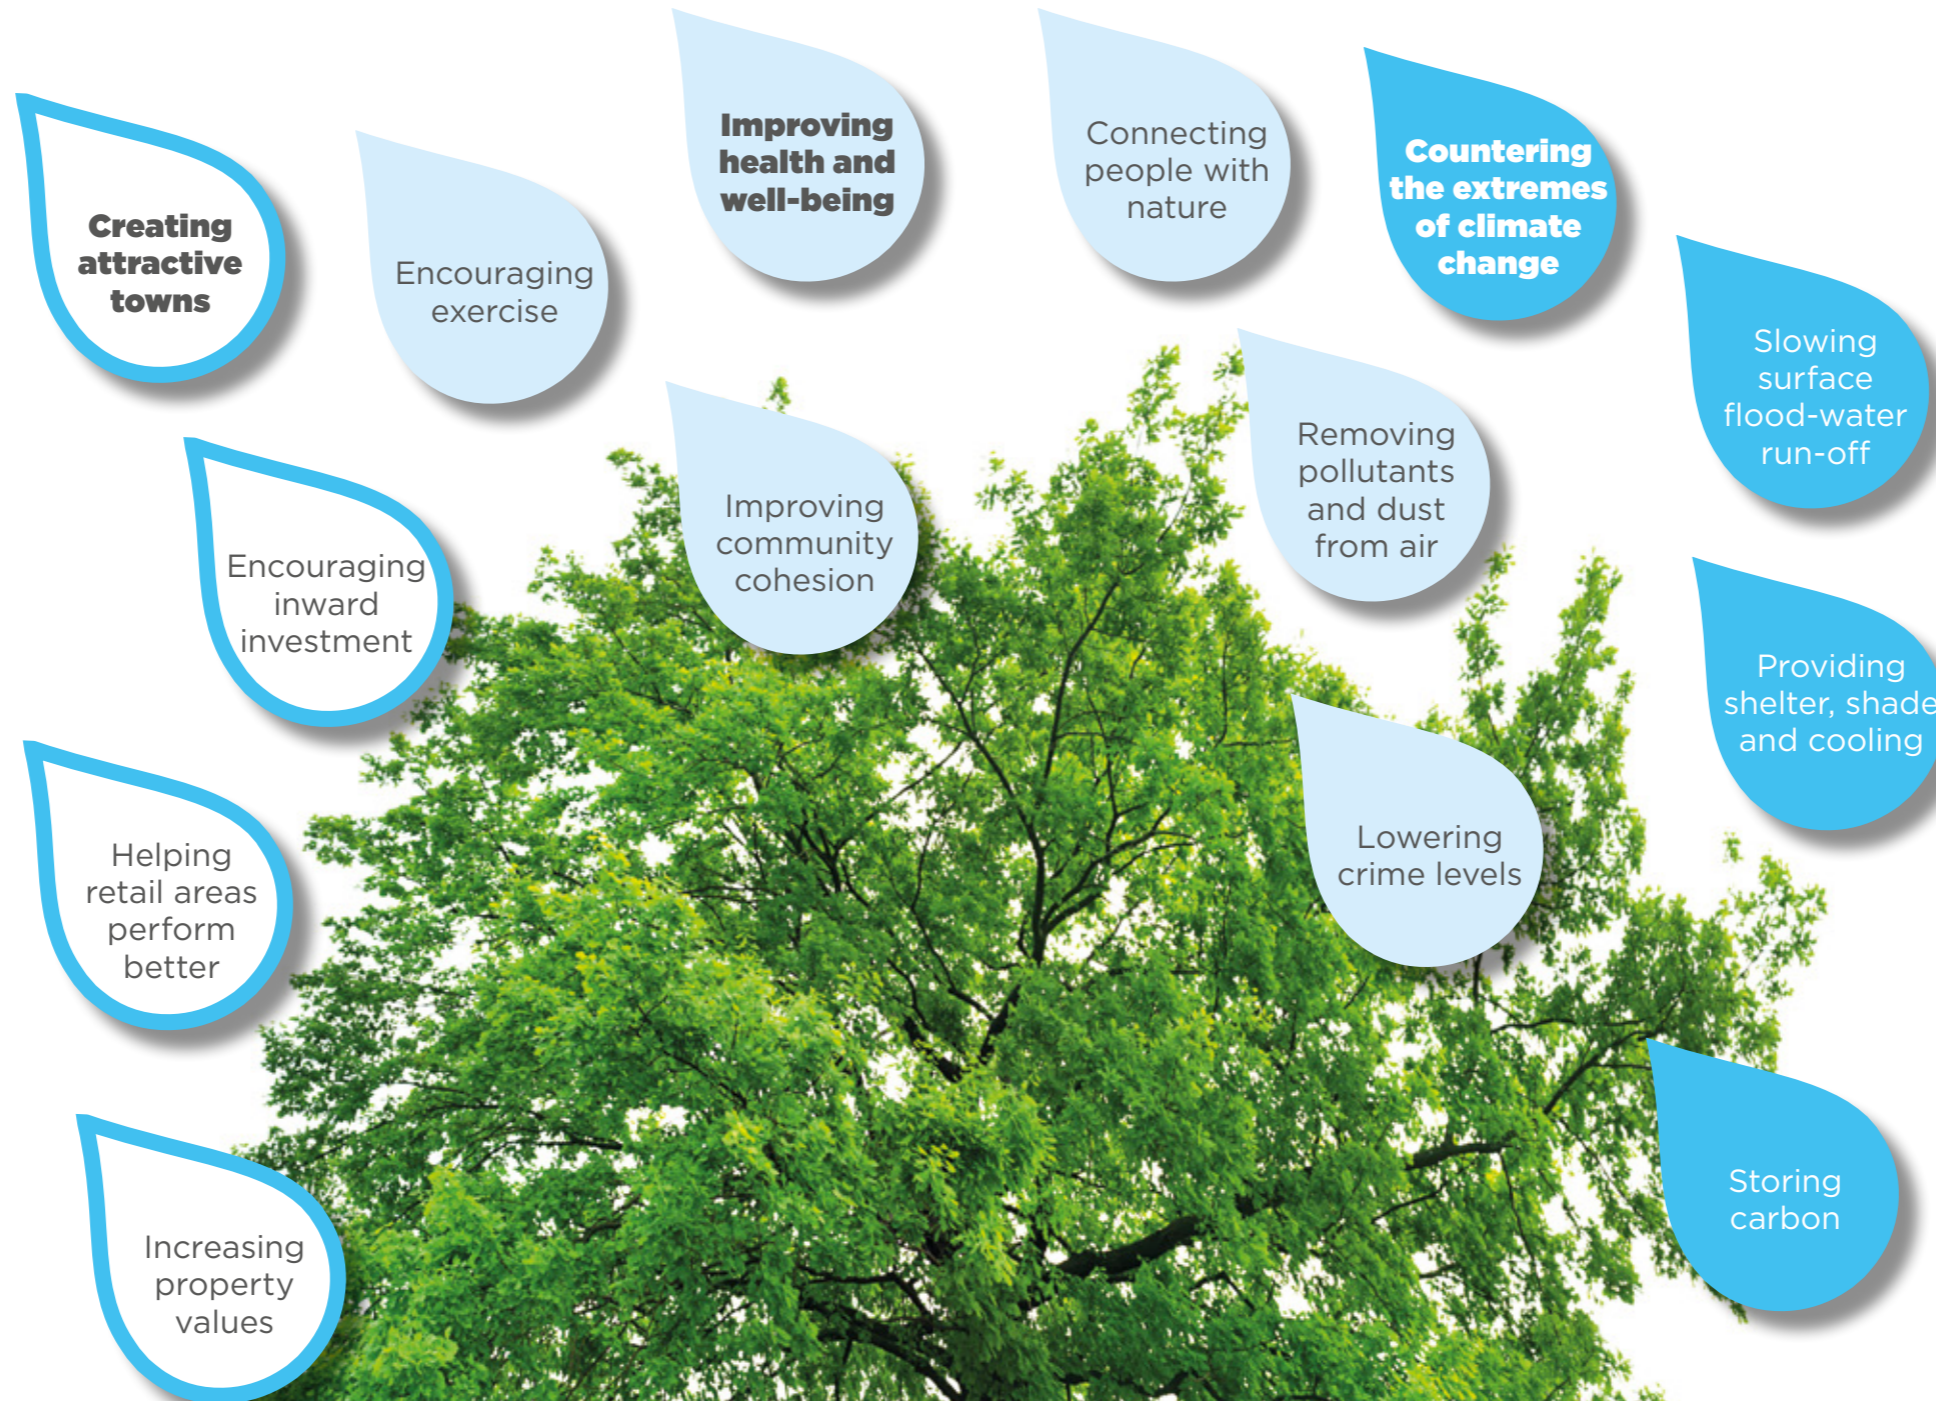 Creating
attractive
towns
Encouraging
exercise
Improving
health and
well-being
Connecting
people with
nature
Countering
the extremes
of climate
change
Slowing
surface
flood-water
run-off
Encouraging
inward
investment
Improving
community
cohesion
Removing
pollutants
and dust
from air
Providing
shelter, shade
and cooling
Helping
retail areas
perform
better
Lowering
crime levels
Increasing
property
values
Storing
carbon